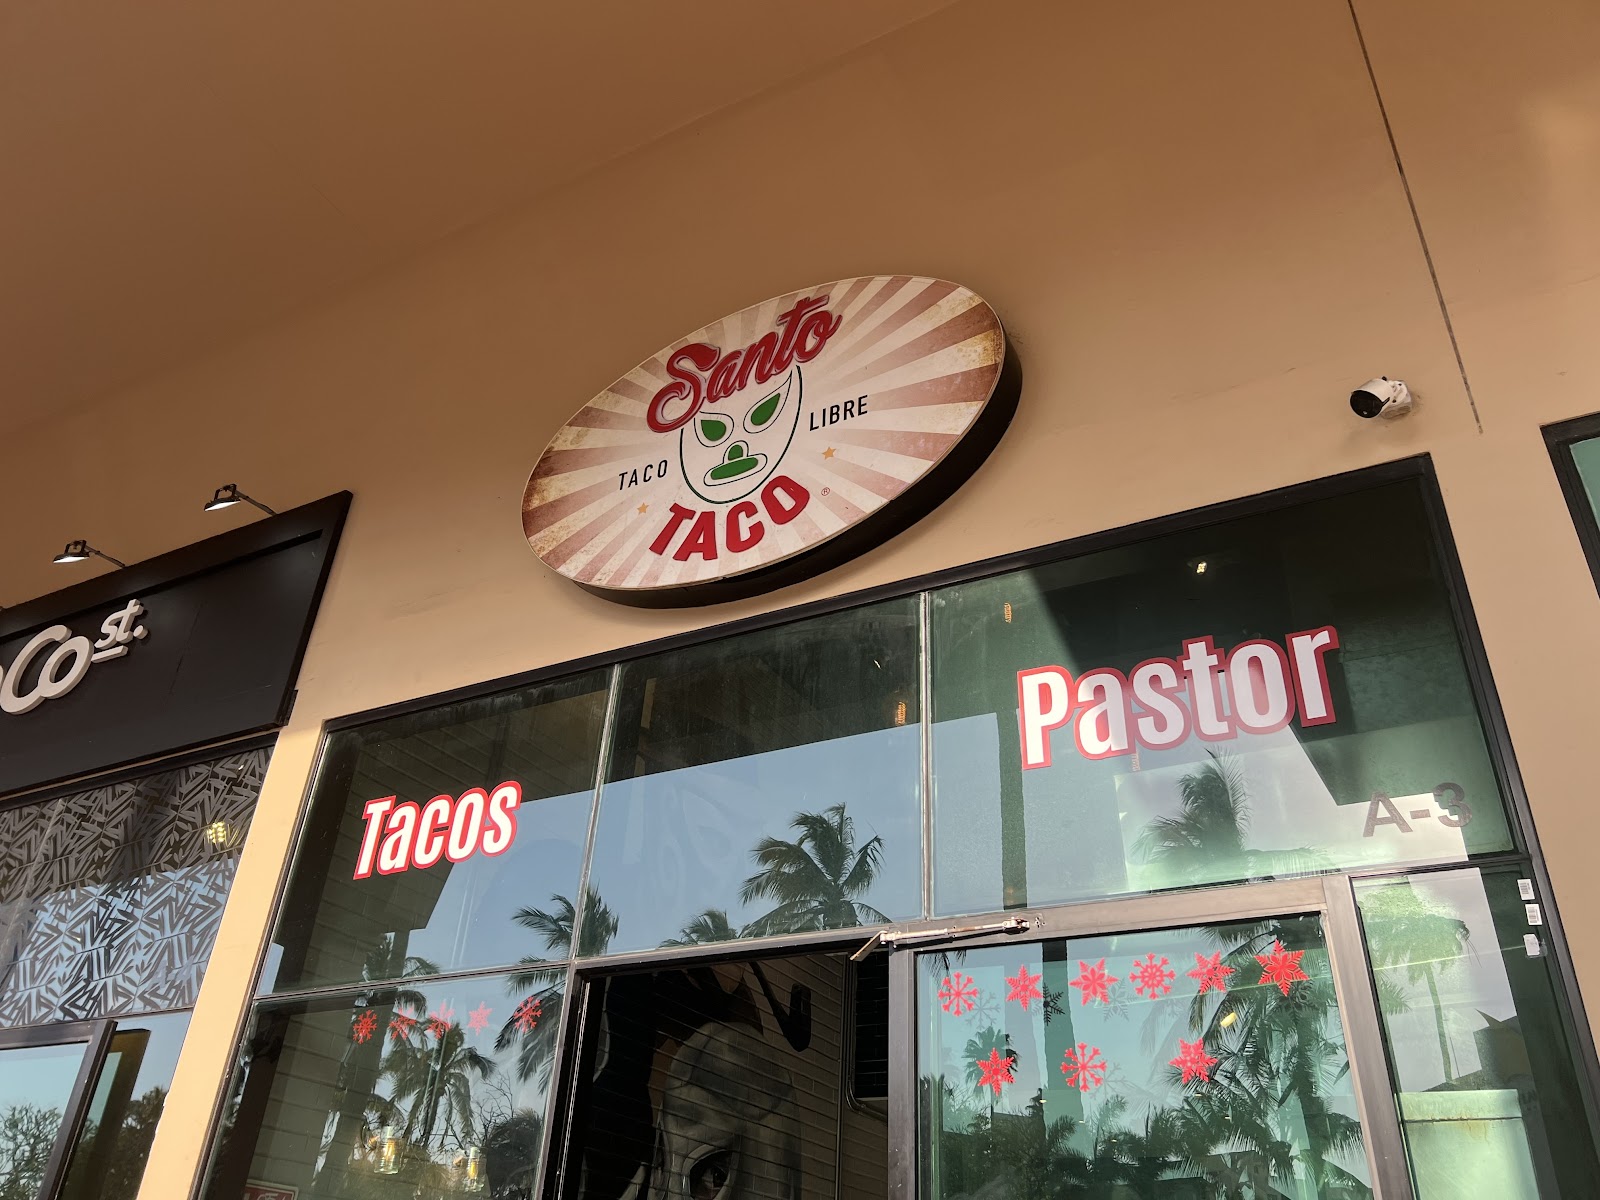 Santo
TACO LIBRE
TACO ®
Co st.
Tacos
Pastor
A-3